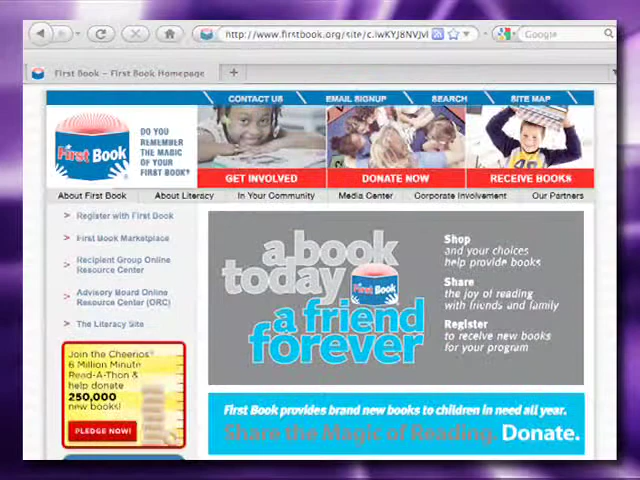 http://www.firstbook.org/site/c.lwKYJ8NVJvI
Google
First Book – First Book Homepage
CONTACT US
EMAIL SIGNUP
SEARCH
SITE MAP
First Book
DO YOU
REMEMBER
THE MAGIC
OF YOUR
FIRST BOOK?
GET INVOLVED
DONATE NOW
RECEIVE BOOKS
About First Book
About Literacy
In Your Community
Media Center
Corporate Involvement
Our Partners
> Register with First Book
> First Book Marketplace
> Recipient Group Online
Resource Center
> Advisory Board Online
Resource Center (ORC)
> The Literacy Site
Join the Cheerios®
6 Million Minute
Read-A-Thon &
help donate
250,000
new books!
PLEDGE NOW!
a book
today
First Book
a friend
forever
Shop
and your choices
help provide books
Share
the joy of reading
with friends and family
Register
to receive new books
for your program
First Book provides brand new books to children in need all year.
Share the Magic of Reading. Donate.